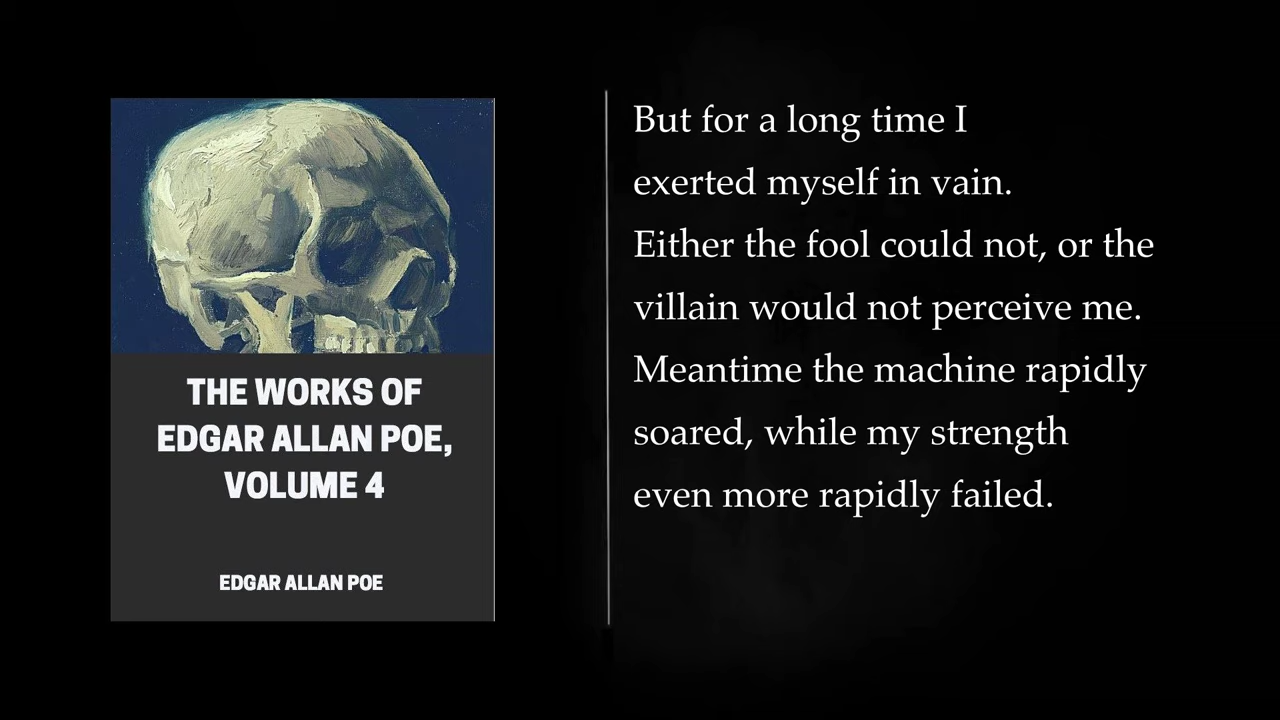 THE WORKS OF
EDGAR ALLAN POE,
VOLUME 4
EDGAR ALLAN POE
But for a long time I
exerted myself in vain.
Either the fool could not, or the
villain would not perceive me.
Meantime the machine rapidly
soared, while my strength
even more rapidly failed.